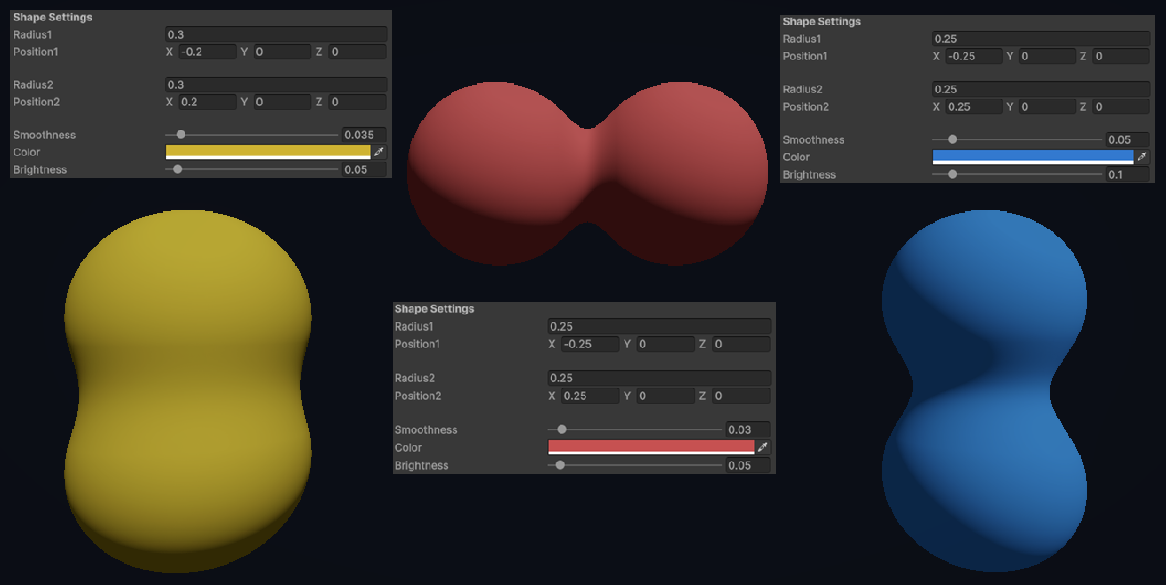 Shape Settings
Radius1 0.3
Position1 X -0.2 Y 0 Z 0
Radius2 0.3
Position2 X 0.2 Y 0 Z 0
Smoothness 0.035
Color
Brightness 0.05
Shape Settings
Radius1 0.25
Position1 X -0.25 Y 0 Z 0
Radius2 0.25
Position2 X 0.25 Y 0 Z 0
Smoothness 0.03
Color
Brightness 0.05
Shape Settings
Radius1 0.25
Position1 X -0.25 Y 0 Z 0
Radius2 0.25
Position2 X 0.25 Y 0 Z 0
Smoothness 0.05
Color
Brightness 0.1